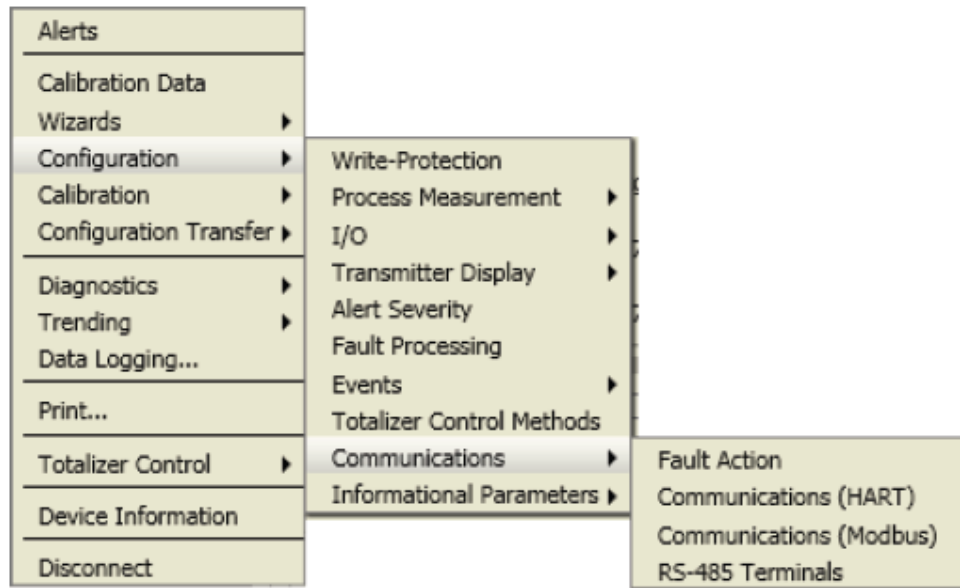 Alerts
Calibration Data
Wizards
Configuration
Calibration
Configuration Transfer
Diagnostics
Trending
Data Logging...
Print...
Totalizer Control
Device Information
Disconnect
Write-Protection
Process Measurement
I/O
Transmitter Display
Alert Severity
Fault Processing
Events
Totalizer Control Methods
Communications
Informational Parameters
Fault Action
Communications (HART)
Communications (Modbus)
RS-485 Terminals